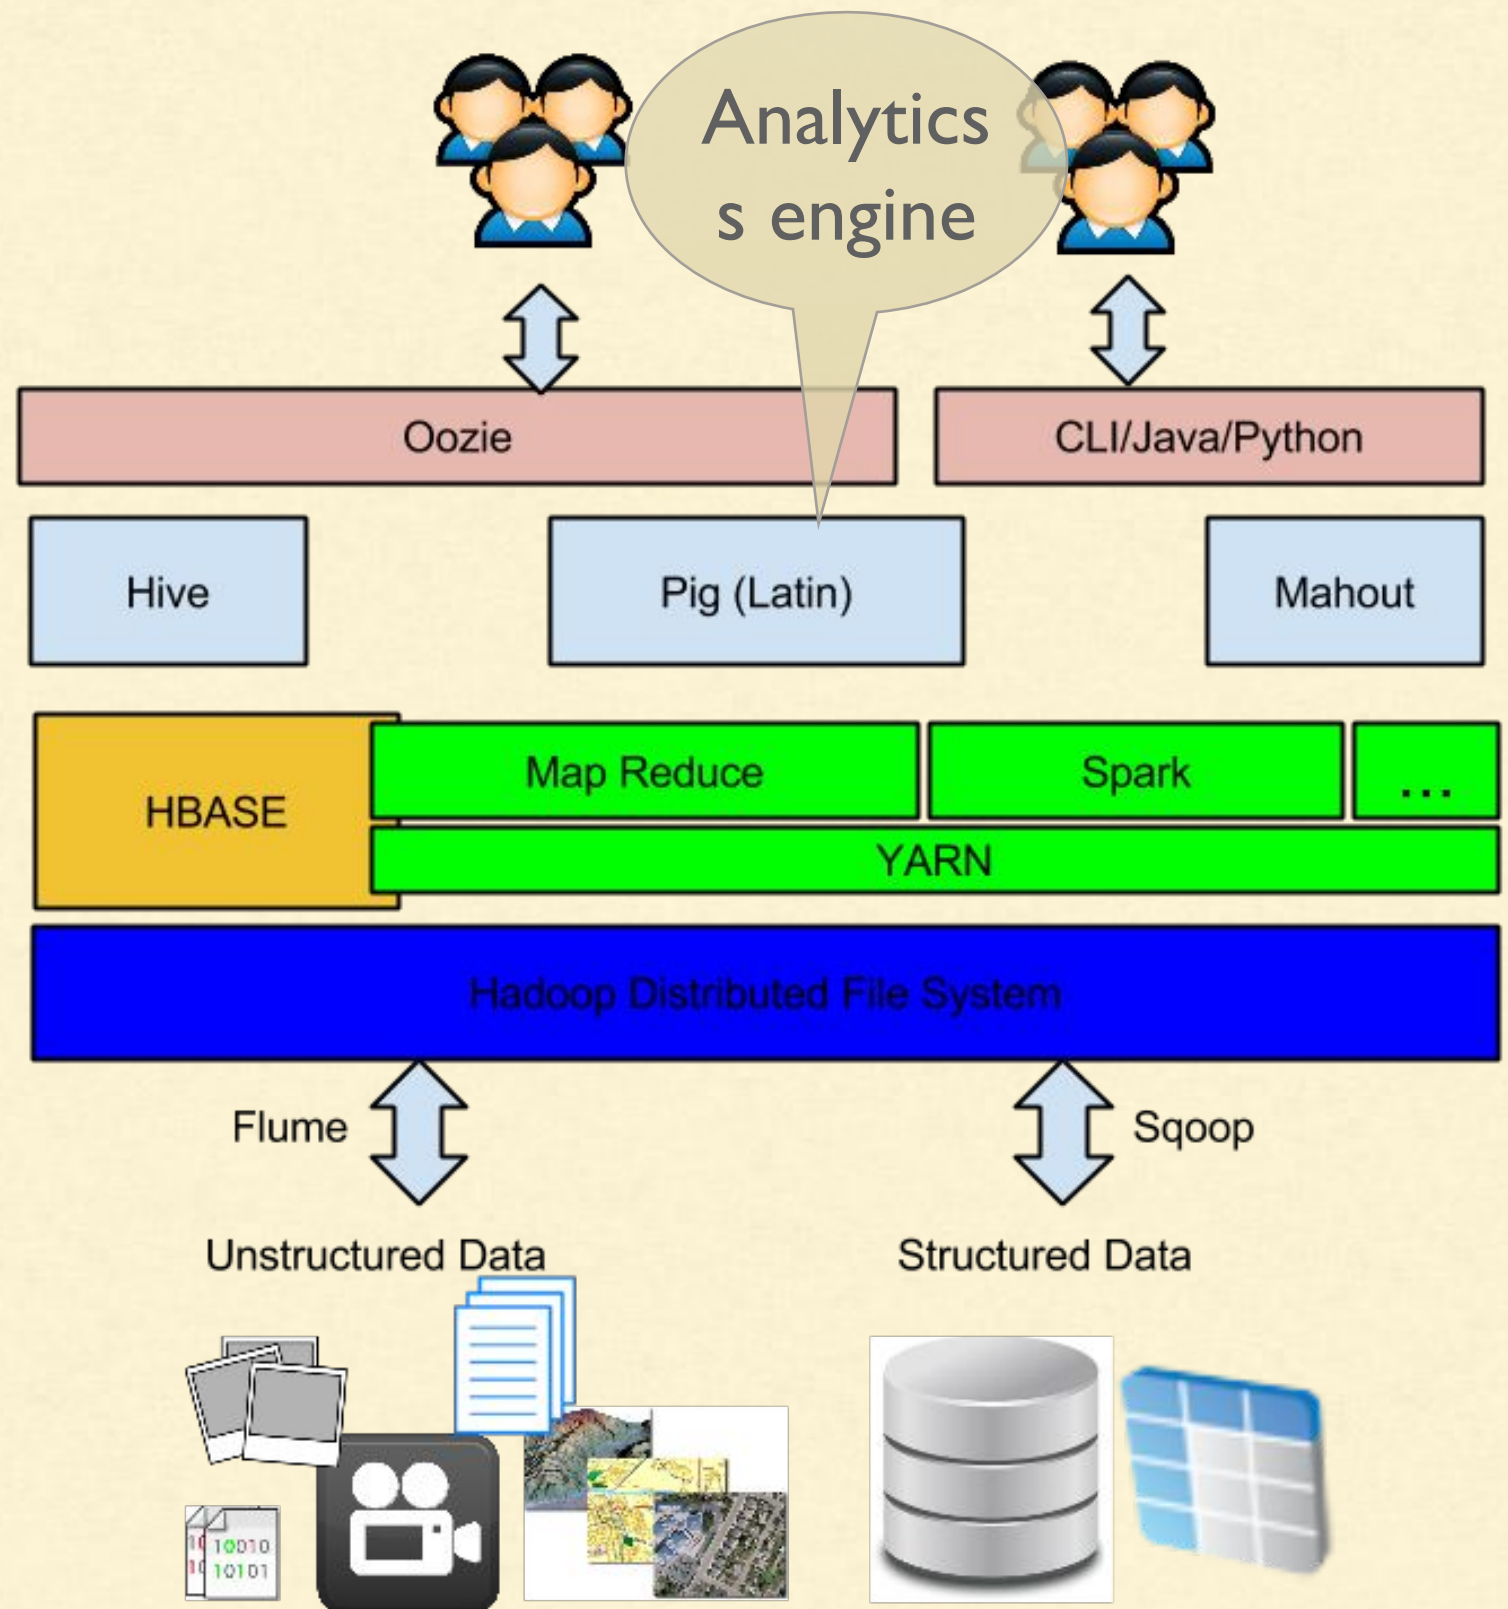 Analytics
s engine
Oozie
CLI/Java/Python
Hive
Pig (Latin)
Mahout
HBASE
Map Reduce
Spark
...
YARN
Hadoop Distributed File System
Flume
Sqoop
Unstructured Data
Structured Data
10010
10101